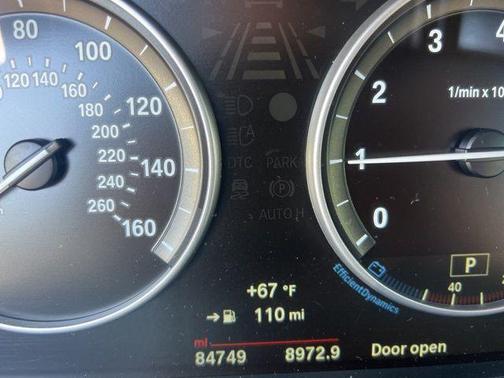 80
100
120
140
160
120 140
160
180
200
220
240
260
DTC PARK
A
P
AUTO H
4
3
2
1
0
1/min x 10
P
EfficientDynamics
40
+67 °F
110 mi
mi
84749 8972.9 Door open